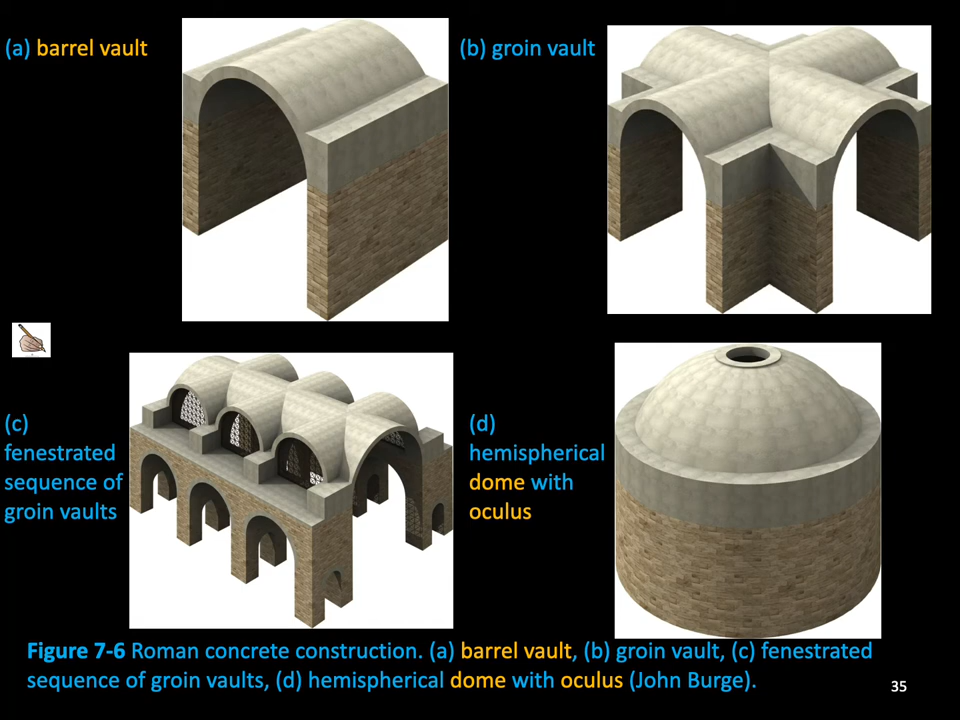 (a) barrel vault
(b) groin vault
(c)
fenestrated
sequence of
groin vaults
(d)
hemispherical
dome with
oculus
Figure 7-6 Roman concrete construction. (a) barrel vault, (b) groin vault, (c) fenestrated
sequence of groin vaults, (d) hemispherical dome with oculus (John Burge).
35